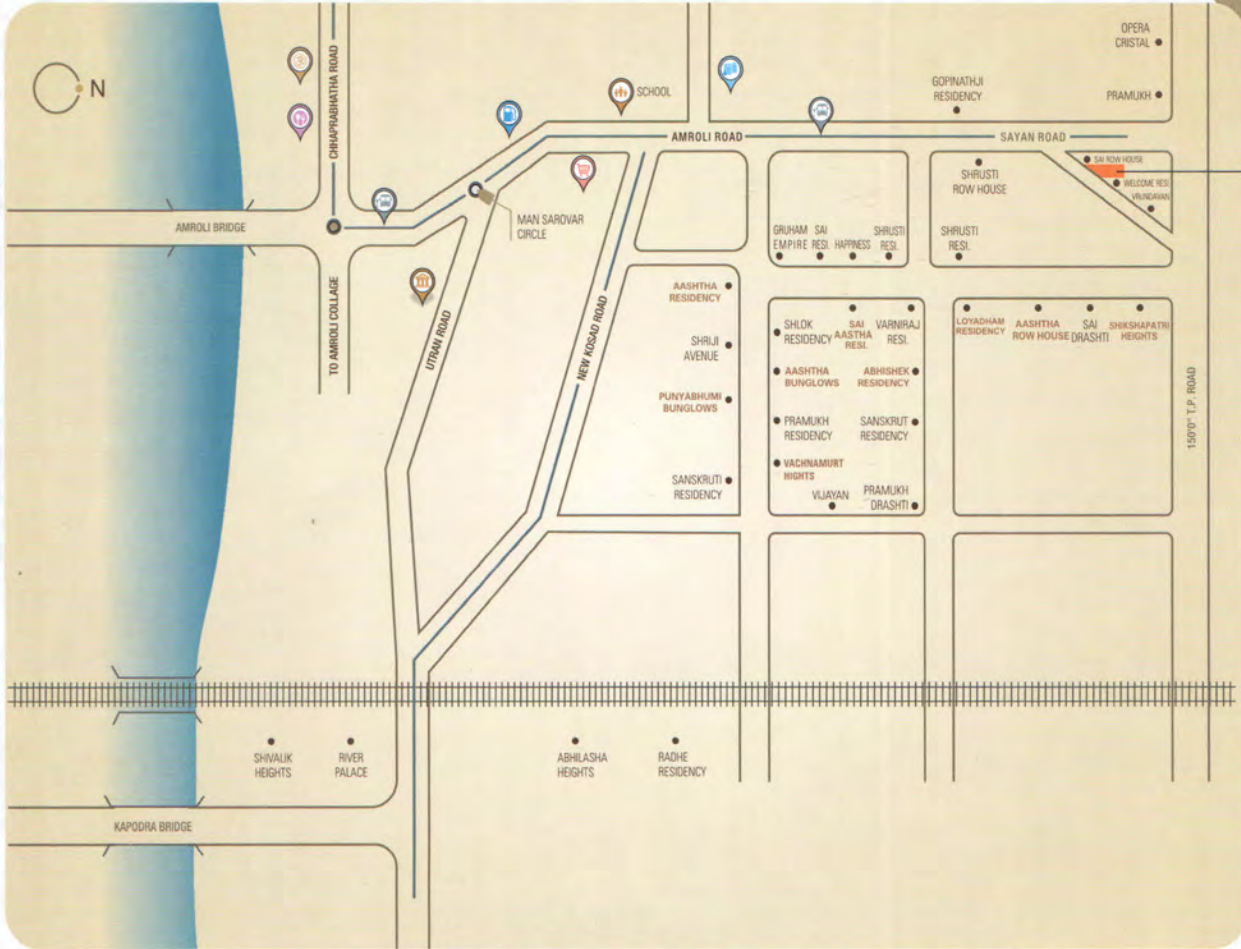 N
CHHAPRABHATHA ROAD
SCHOOL
OPERA
CRISTAL
GOPINATHJI
RESIDENCY
PRAMUKH
AMROLI ROAD
SAYAN ROAD
SAI ROW HOUSE
SHRUSTI
ROW HOUSE
WELCOME RESI.
VRUNDAVAN
AMROLI BRIDGE
MAN SAROVAR
CIRCLE
GRUHAM
EMPIRE
SAI
RESI.
HAPPINESS
SHRUSTI
RESI.
SHRUSTI
RESI.
TO AMROLI COLLAGE
UTRAN ROAD
NEW KOSAD ROAD
AASHTHA
RESIDENCY
SHRIJI
AVENUE
PUNYABHUMI
BUNGLOWS
SANSKRUTI
RESIDENCY
SHLOK
RESIDENCY
SAI
AASTHA
RESI.
VARNIRAJ
RESI.
AASHTHA
BUNGLOWS
ABHISHEK
RESIDENCY
PRAMUKH
RESIDENCY
SANSKRUT
RESIDENCY
VACHNAMURT
HIGHTS
VIJAYAN
PRAMUKH
DRASHTI
LOYADHAM
RESIDENCY
AASHTHA
ROW HOUSE
SAI
DRASHTI
SHIKSHAPATRI
HEIGHTS
150'0" T.P. ROAD
SHIVALIK
HEIGHTS
RIVER
PALACE
ABHILASHA
HEIGHTS
RADHE
RESIDENCY
KAPODRA BRIDGE